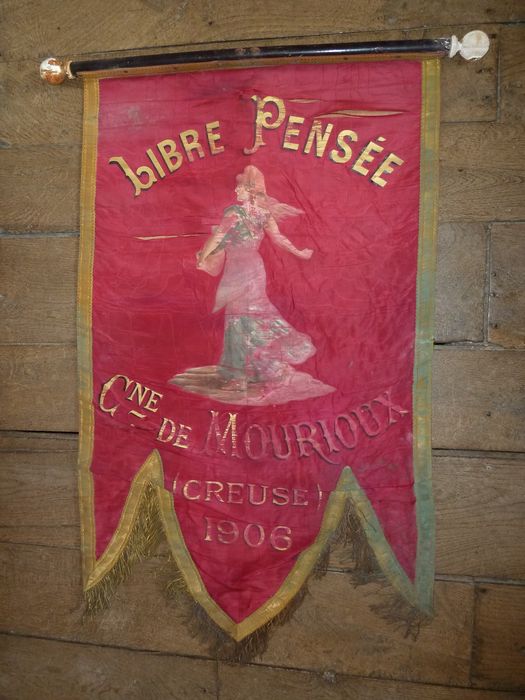 LIBRE PENSÉE
CNE DE MOURIOUX
(CREUSE)
1906